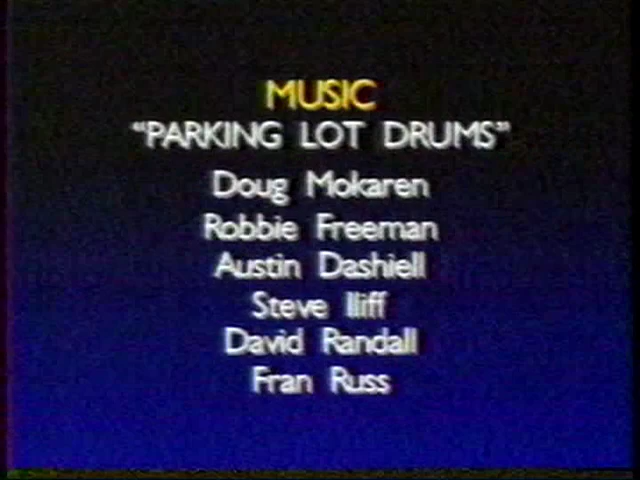 MUSIC
“PARKING LOT DRUMS”
Doug Mokaren
Robbie Freeman
Austin Dashiell
Steve Iliff
David Randall
Fran Russ